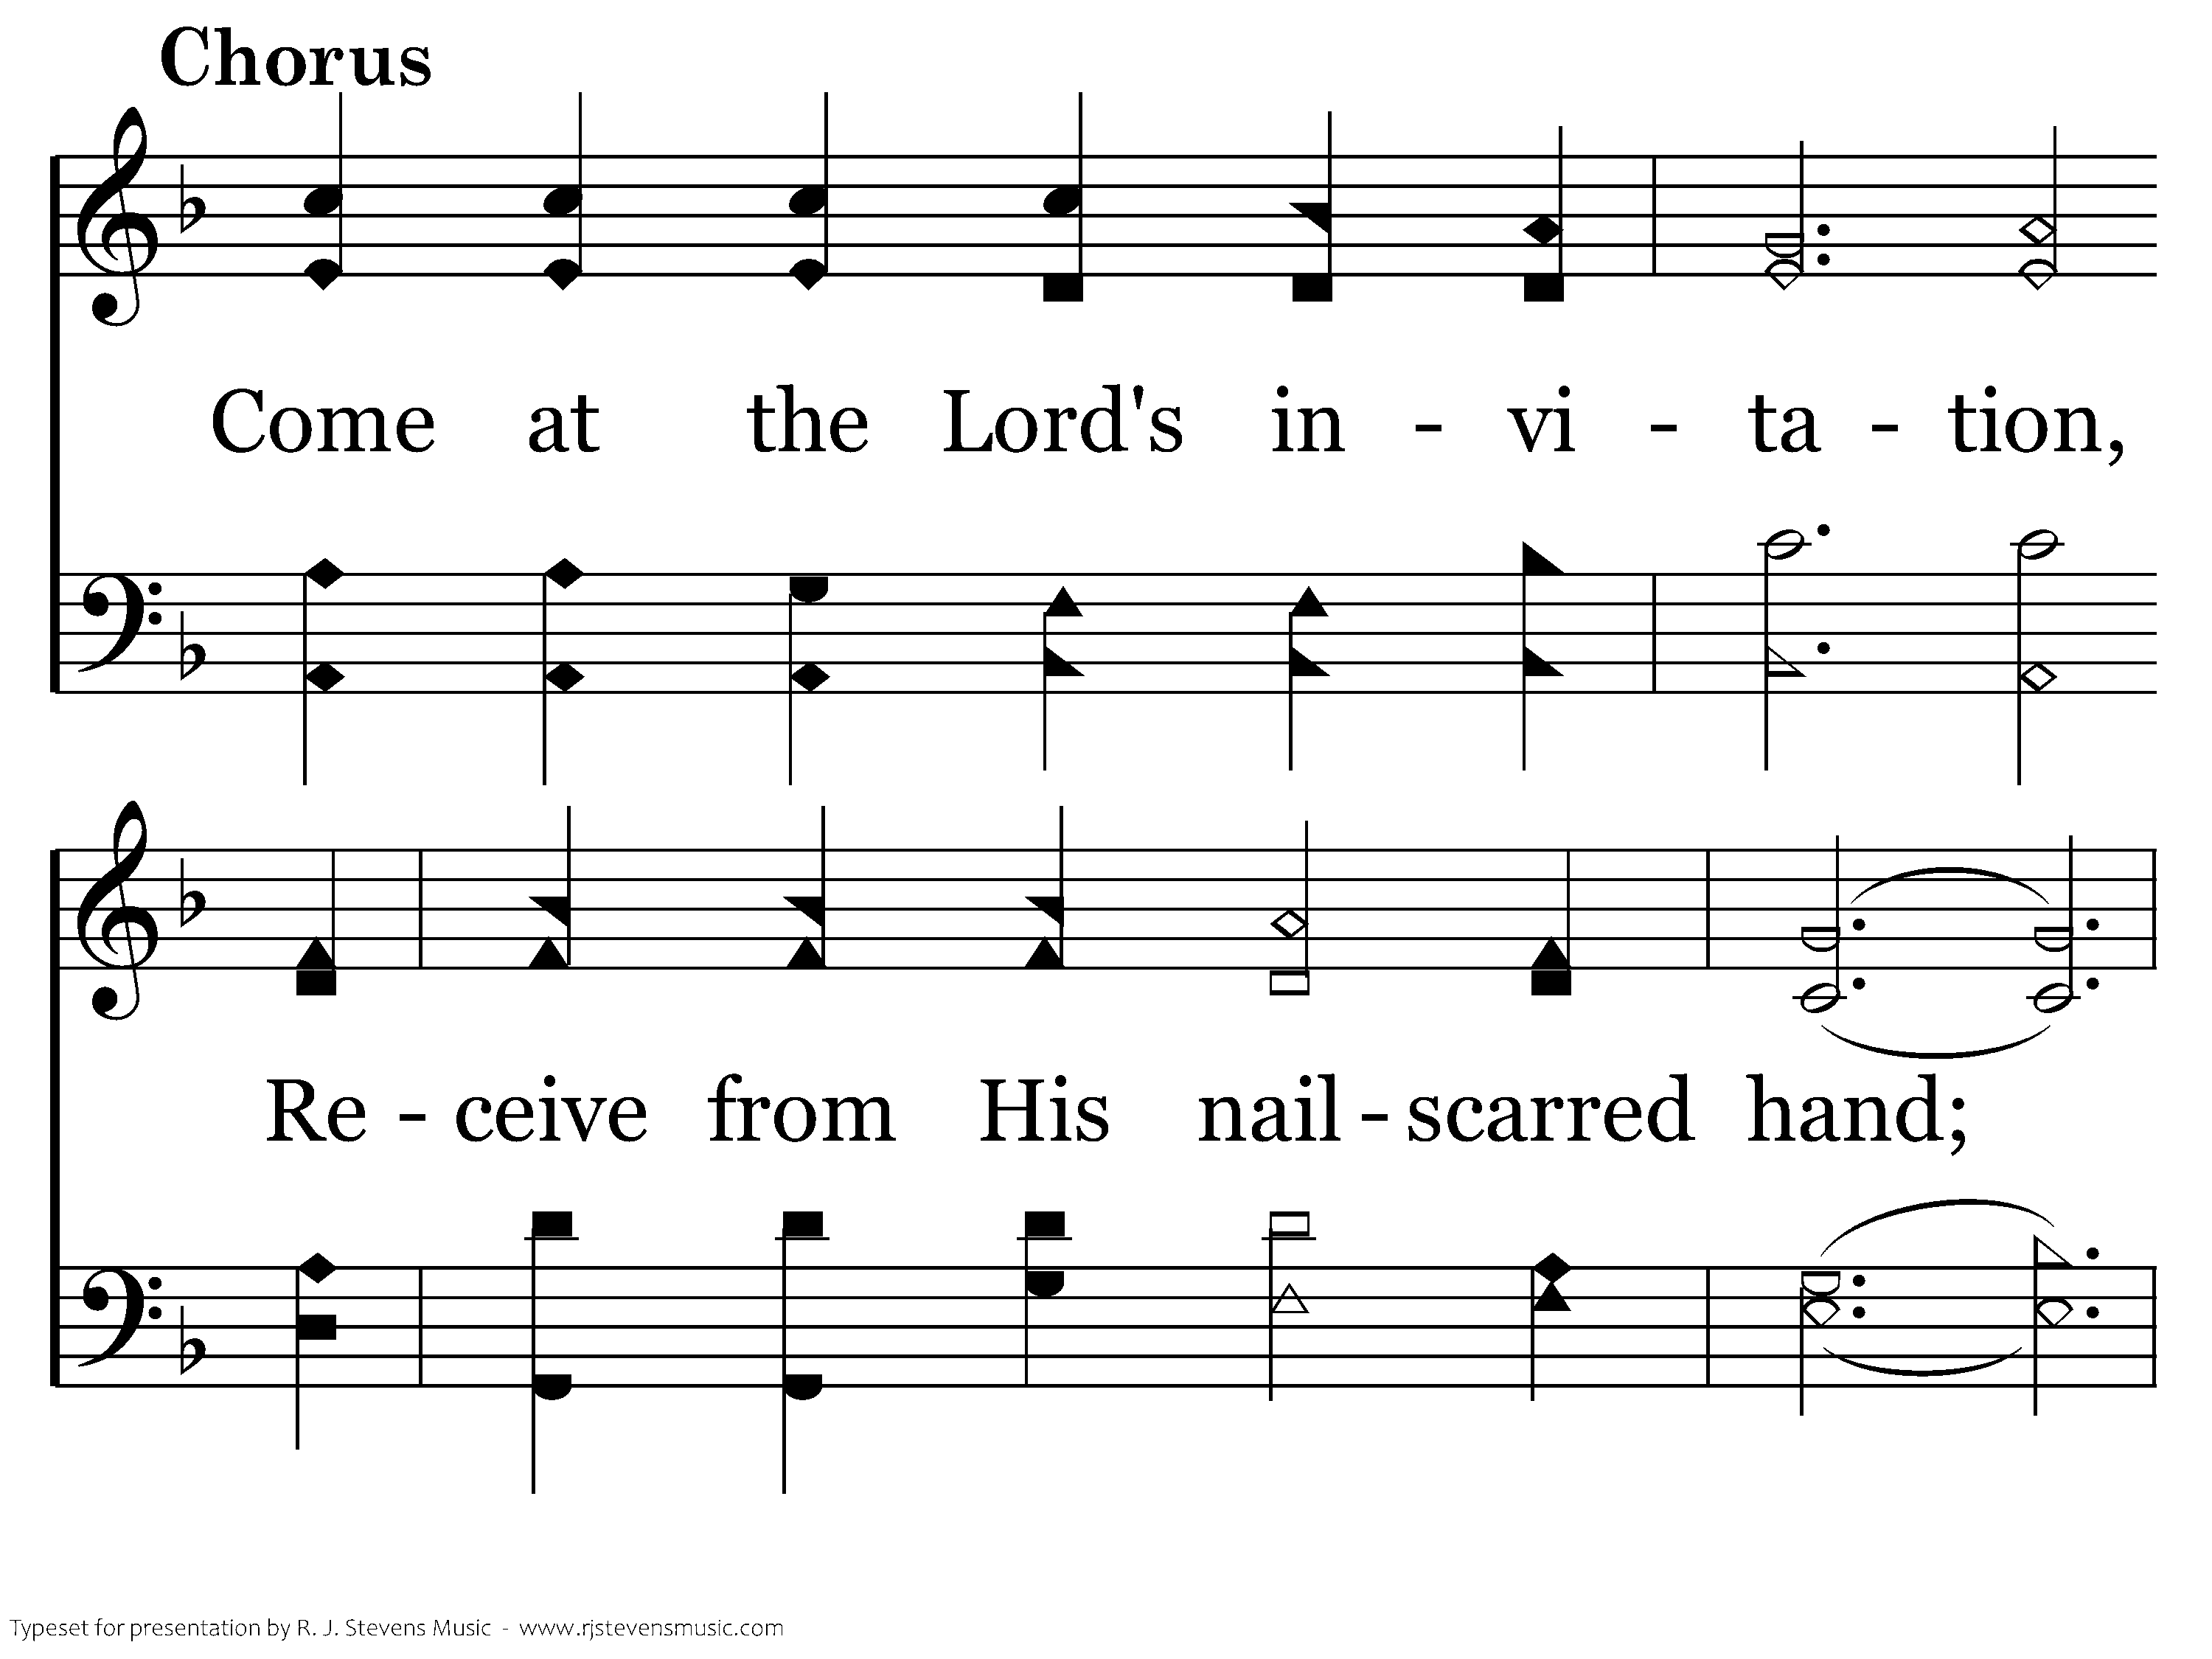 Chorus
Come at the Lord's in - vi - ta - tion,
Re - ceive from His nail - scarred hand;
Typeset for presentation by R. J. Stevens Music - www.rjstevensmusic.com